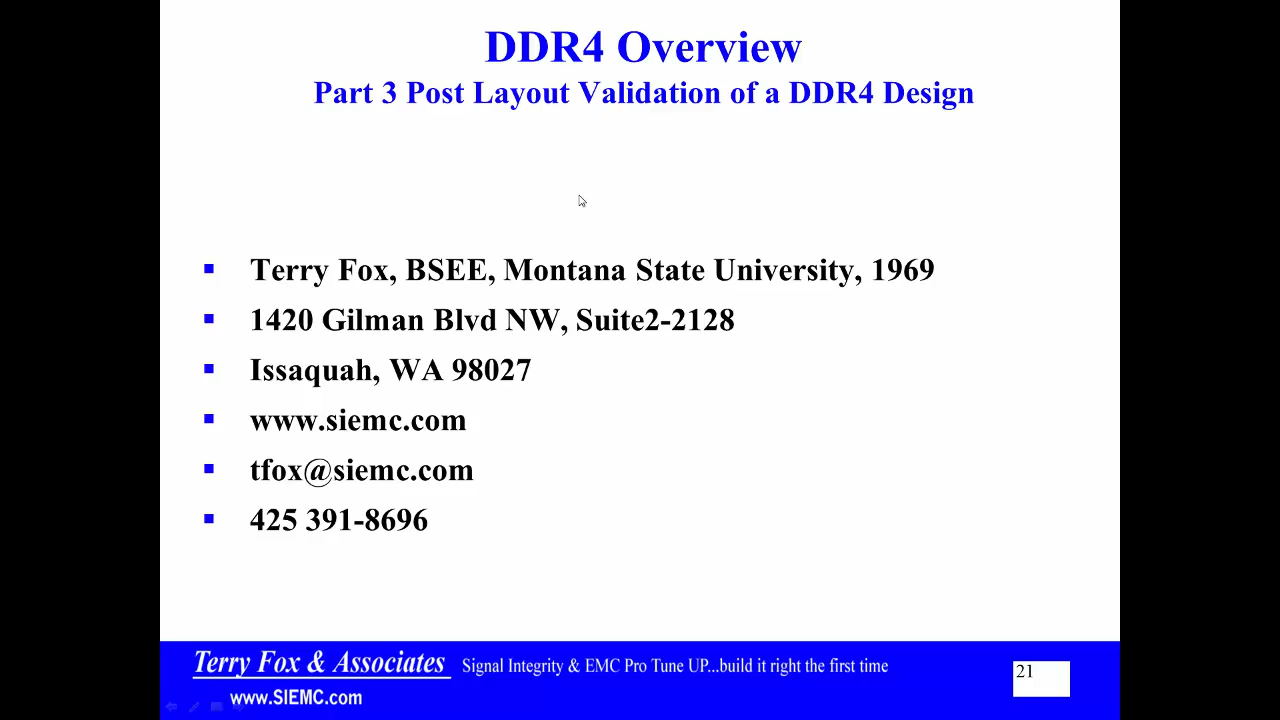 DDR4 Overview
Part 3 Post Layout Validation of a DDR4 Design
Terry Fox, BSEE, Montana State University, 1969
1420 Gilman Blvd NW, Suite2-2128
Issaquah, WA 98027
www.siemc.com
tfox@siemc.com
425 391-8696
Terry Fox & Associates Signal Integrity & EMC Pro Tune UP...build it right the first time
www.SIEMC.com
21